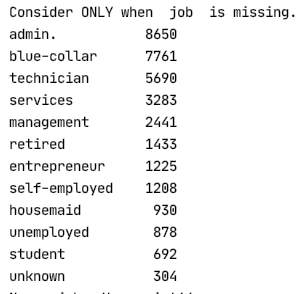 Consider ONLY when  job  is missing.
admin.           8650
blue-collar      7761
technician       5690
services         3283
management       2441
retired          1433
entrepreneur     1225
self-employed    1208
housemaid         930
unemployed        878
student           692
unknown           304